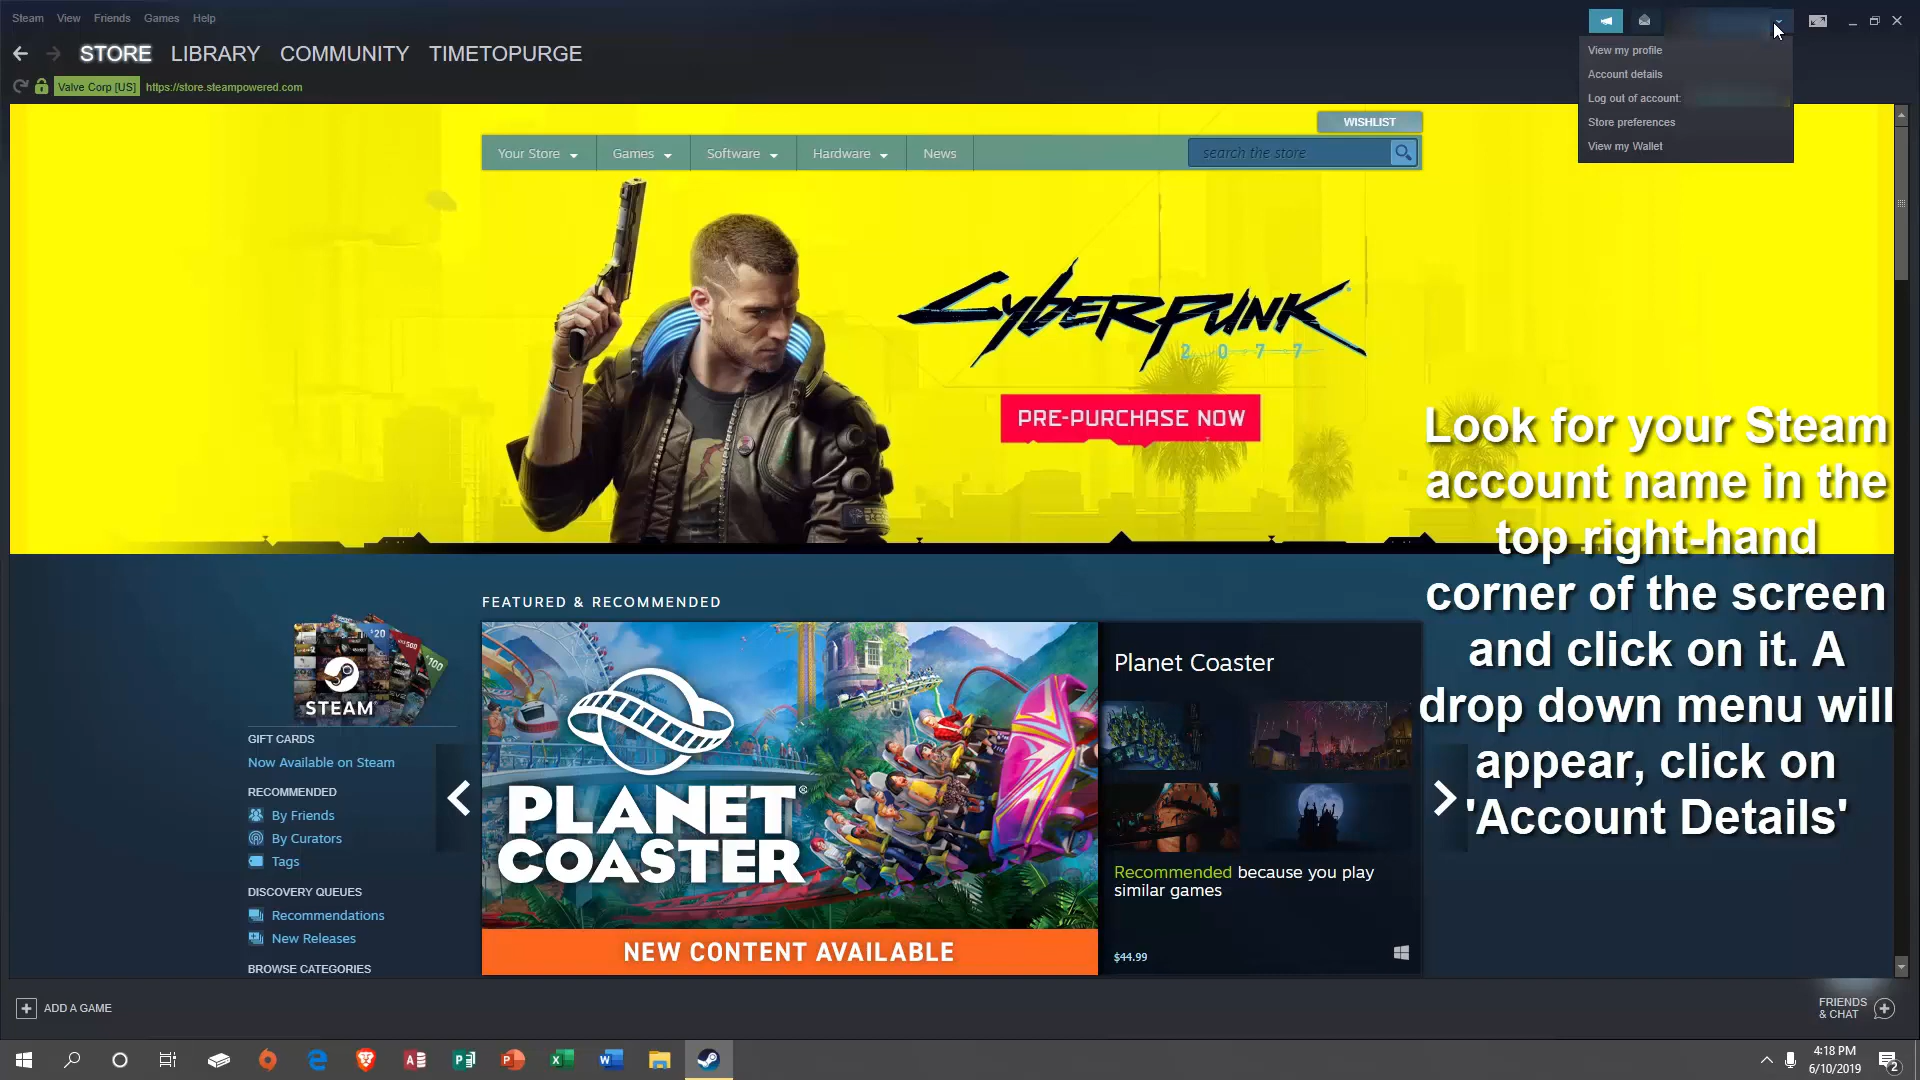 Steam View Friends Games Help
STORE LIBRARY COMMUNITY TIMETOPURGE
Valve Corp [US] https://store.steampowered.com
View my profile
Account details
Log out of account:
Store preferences
View my Wallet
WISHLIST
Your Store Games Software Hardware News
search the store
CYBERPUNK
2077
PRE-PURCHASE NOW
Look for your Steam
account name in the
top right-hand
corner of the screen
and click on it. A
drop down menu will
appear, click on
'Account Details'
FEATURED & RECOMMENDED
$20
$100
STEAM
GIFT CARDS
Now Available on Steam
RECOMMENDED
By Friends
By Curators
Tags
DISCOVERY QUEUES
Recommendations
New Releases
BROWSE CATEGORIES
PLANET
COASTER®
NEW CONTENT AVAILABLE
Planet Coaster
Recommended because you play
similar games
$44.99
ADD A GAME
FRIENDS
& CHAT
4:18 PM
6/10/2019
2